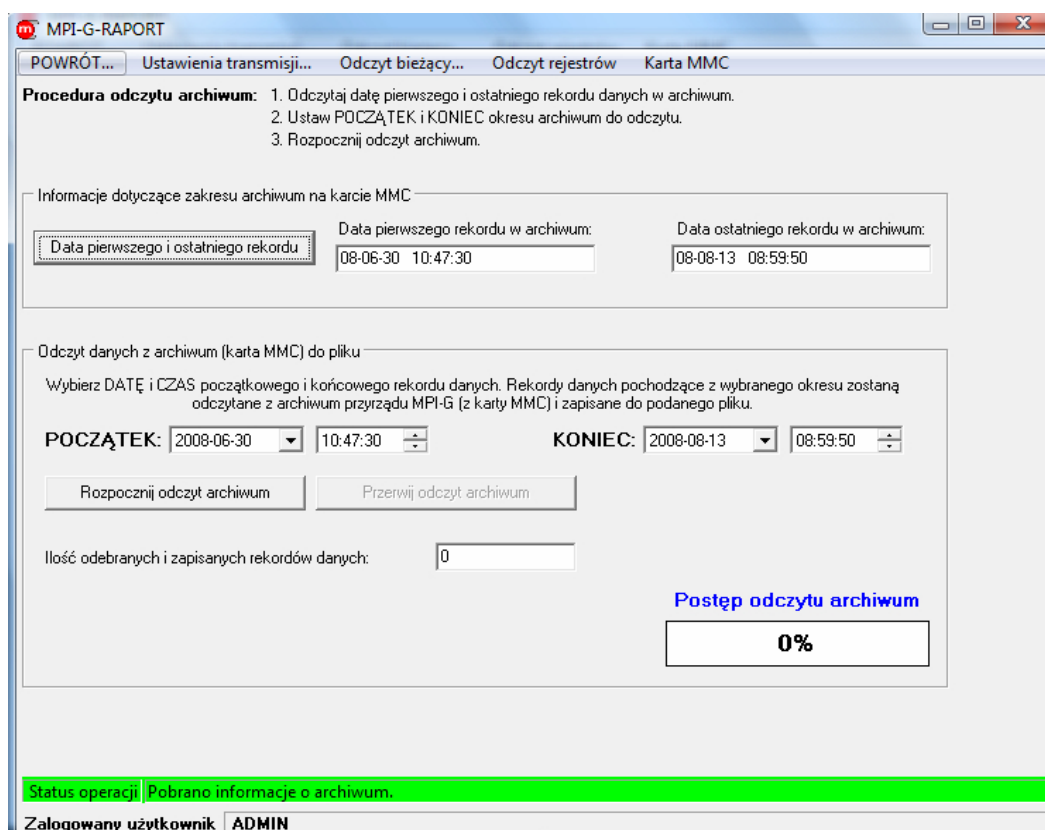 MPI-G-RAPORT
POWRÓT... Ustawienia transmisji... Odczyt bieżący... Odczyt rejestrów Karta MMC
Procedura odczytu archiwum: 1. Odczytaj datę pierwszego i ostatniego rekordu danych w archiwum.
2. Ustaw POCZĄTEK i KONIEC okresu archiwum do odczytu.
3. Rozpocznij odczyt archiwum.
Informacje dotyczące zakresu archiwum na karcie MMC
Data pierwszego rekordu w archiwum: Data ostatniego rekordu w archiwum:
Data pierwszego i ostatniego rekordu 08-06-30 10:47:30 08-08-13 08:59:50
Odczyt danych z archiwum (karta MMC) do pliku
Wybierz DATĘ i CZAS początkowego i końcowego rekordu danych. Rekordy danych pochodzące z wybranego okresu zostaną
odczytane z archiwum przyrządu MPI-G (z karty MMC) i zapisane do podanego pliku.
POCZĄTEK: 2008-06-30 10:47:30 KONIEC: 2008-08-13 08:59:50
Rozpocznij odczyt archiwum Przerwij odczyt archiwum
Ilość odebranych i zapisanych rekordów danych: 0
Postęp odczytu archiwum
0%
Status operacji Pobrano informacje o archiwum.
Zalogowany użytkownik ADMIN